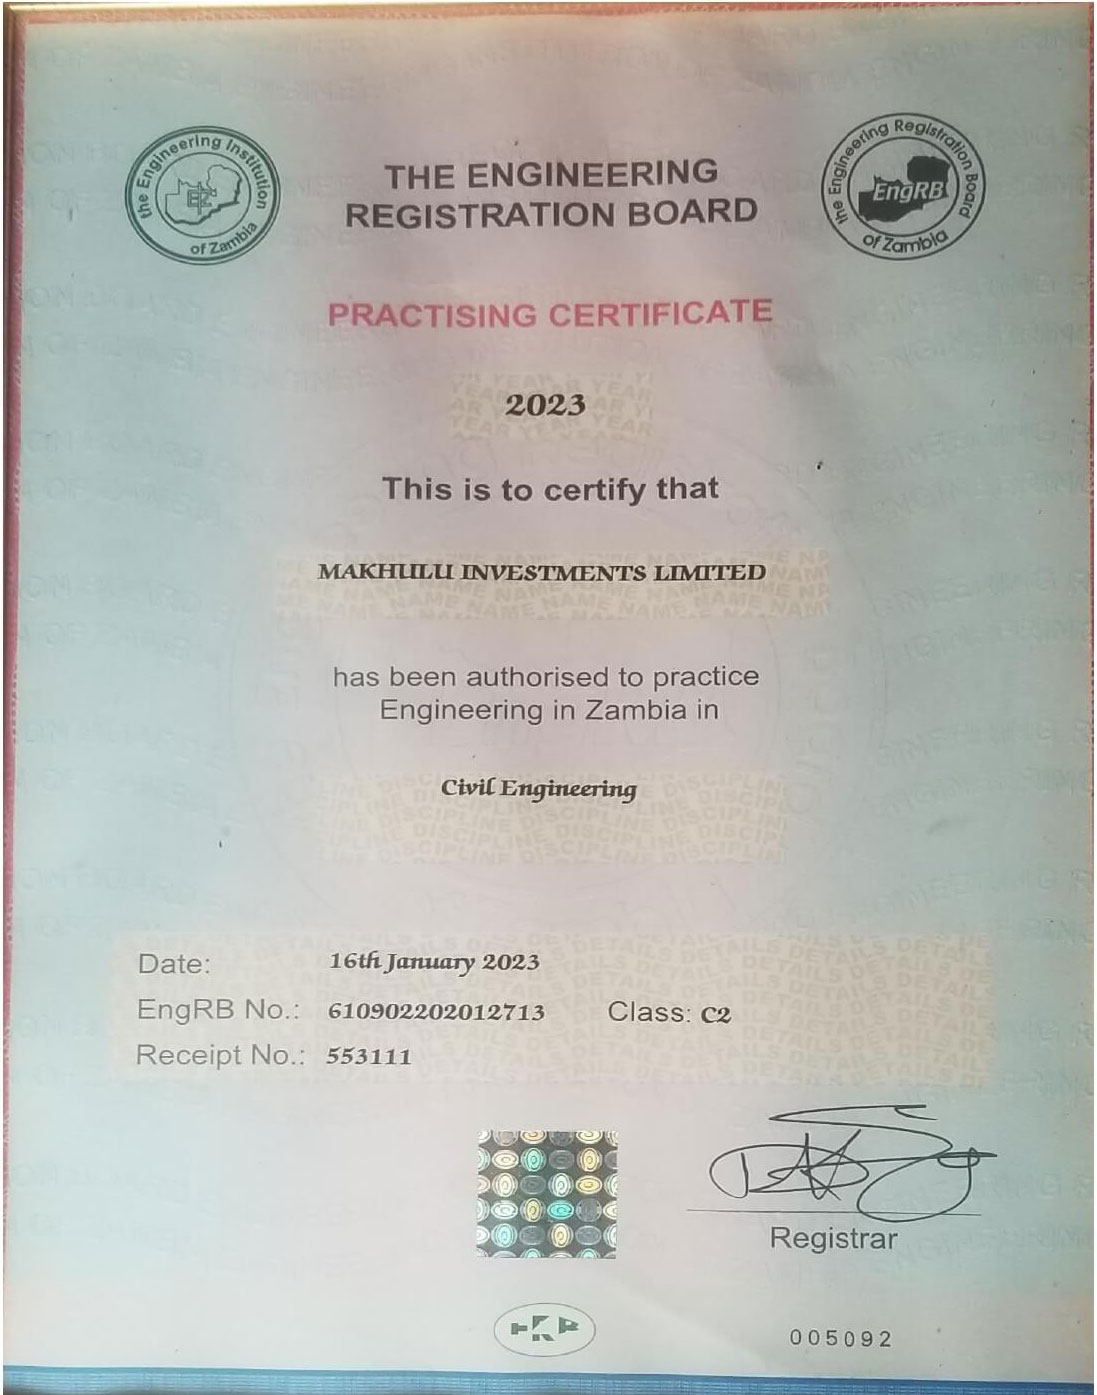 the Engineering Institution
of Zambia
EIZ
THE ENGINEERING
REGISTRATION BOARD
the Engineering Registration Board
EngRB
of Zambia
PRACTISING CERTIFICATE
2023
This is to certify that
MAKHULU INVESTMENTS LIMITED
has been authorised to practice
Engineering in Zambia in
Civil Engineering
Date: 16th January 2023
EngRB No.: 610902202012713 Class: C2
Receipt No.: 553111
Registrar
005092